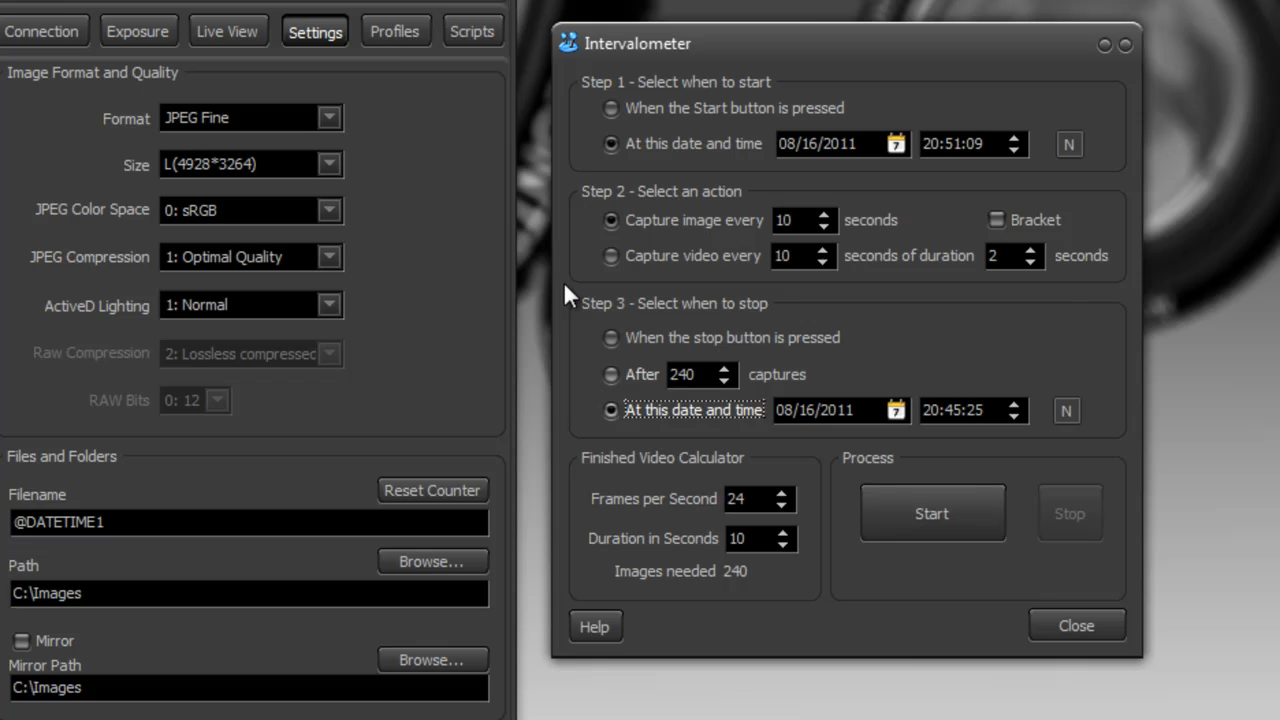 Connection Exposure Live View Settings Profiles Scripts
Image Format and Quality
Format JPEG Fine
Size L(4928*3264)
JPEG Color Space 0: sRGB
JPEG Compression 1: Optimal Quality
ActiveD Lighting 1: Normal
Raw Compression 2: Lossless compressec
RAW Bits 0: 12
Files and Folders
Filename Reset Counter
@DATETIME1
Path Browse...
C:\Images
Mirror
Mirror Path Browse...
C:\Images
Intervalometer
Step 1 - Select when to start
When the Start button is pressed
At this date and time 08/16/2011 7 20:51:09 N
Step 2 - Select an action
Capture image every 10 seconds Bracket
Capture video every 10 seconds of duration 2 seconds
Step 3 - Select when to stop
When the stop button is pressed
After 240 captures
At this date and time 08/16/2011 7 20:45:25 N
Finished Video Calculator
Frames per Second 24
Duration in Seconds 10
Images needed 240
Process
Start Stop
Help Close